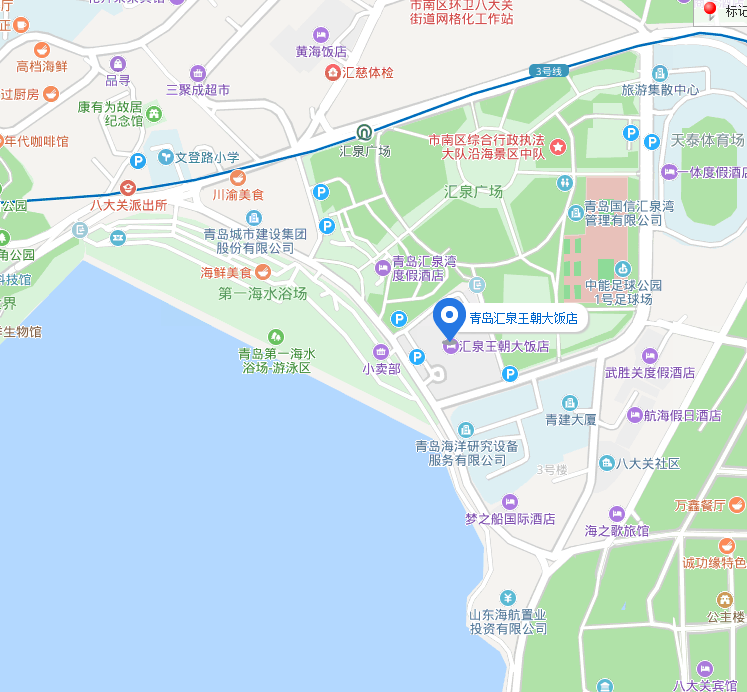 市南区环卫八大关
街道网格化工作站
标记
黄海饭店
正
高档海鲜
品寻
三聚成超市
汇慈体检
3号线
旅游集散中心
过厨房
康有为故居
纪念馆
年代咖啡馆
文登路小学
汇泉广场
市南区综合行政执法
大队沿海景区中队
天泰体育场
一体度假酒店
八大关派出所
川渝美食
汇泉广场
公园
青岛城市建设集团
股份有限公司
青岛国信汇泉湾
管理有限公司
角公园
科技馆
海鲜美食
青岛汇泉湾
度假酒店
中能足球公园
1号足球场
第一海水浴场
世界
洋生物馆
青岛汇泉王朝大饭店
汇泉王朝大饭店
青岛第一海水
浴场-游泳区
小卖部
武胜关度假酒店
青建大厦
航海假日酒店
青岛海洋研究设备
服务有限公司
3号楼
八大关社区
梦之船国际酒店
海之歌旅馆
万鑫餐厅
诚功缘特色
山东海航置业
投资有限公司
公主楼
八大关宾馆